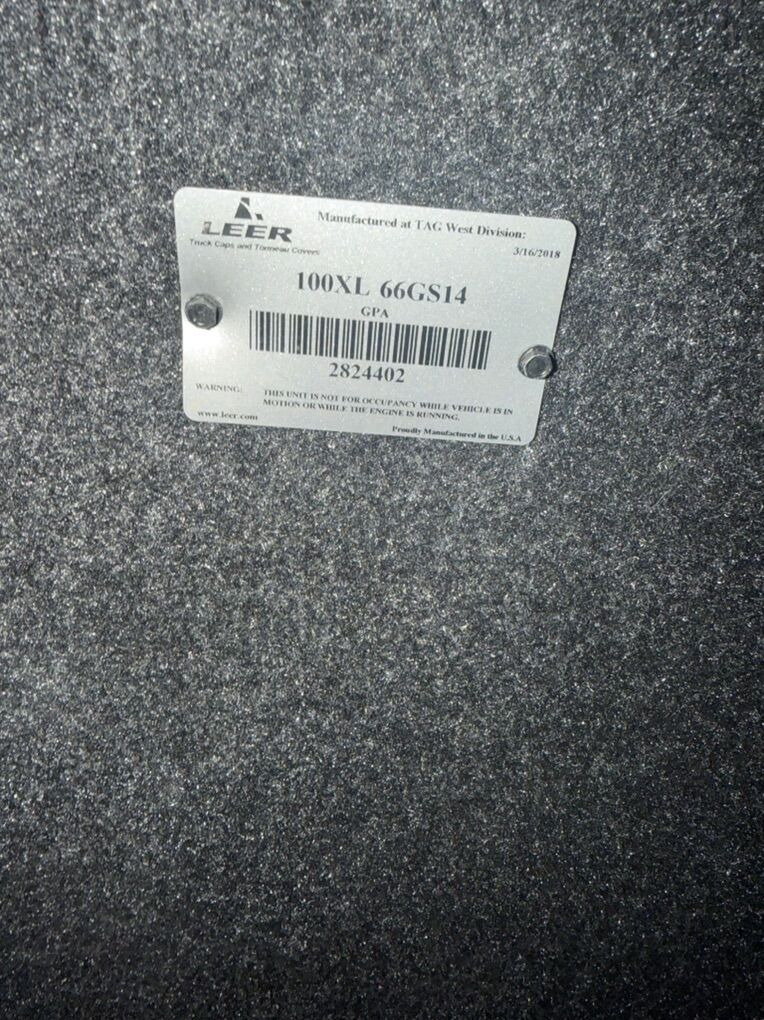 LEER
Truck Caps and Tonneau Covers
Manufactured at TAG West Division:
3/16/2018
100XL 66GS14
GPA
2824402
WARNING: THIS UNIT IS NOT FOR OCCUPANCY WHILE VEHICLE IS IN
MOTION OR WHILE THE ENGINE IS RUNNING.
www.leer.com
Proudly Manufactured in the U.S.A